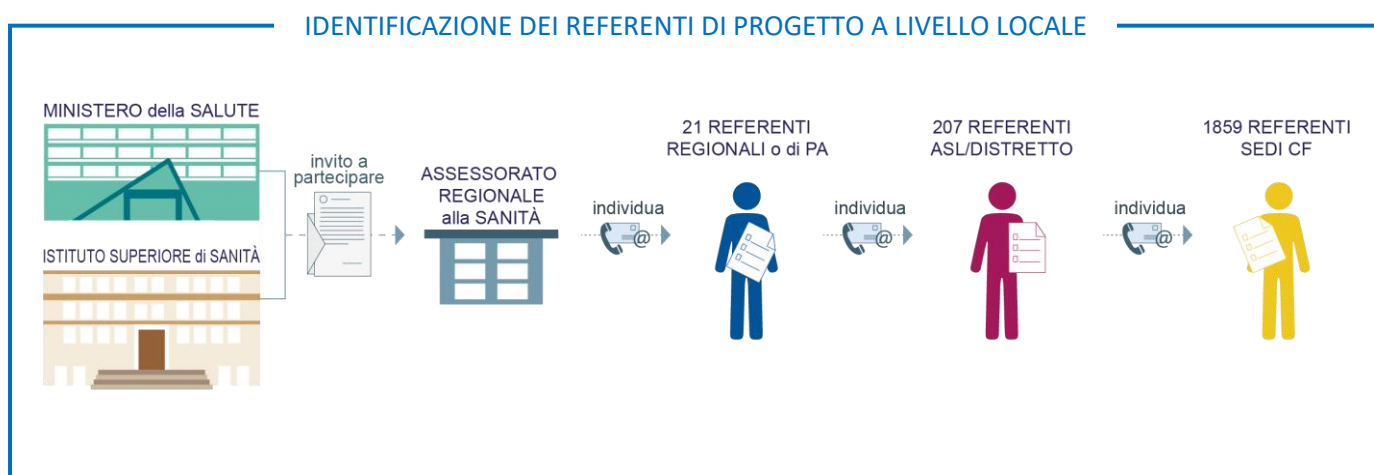 IDENTIFICAZIONE DEI REFERENTI DI PROGETTO A LIVELLO LOCALE
MINISTERO della SALUTE
ISTITUTO SUPERIORE di SANITÀ
invito a
partecipare
ASSESSORATO
REGIONALE
alla SANITÀ
individua
@
21 REFERENTI
REGIONALI o di PA
individua
@
207 REFERENTI
ASL/DISTRETTO
individua
@
1859 REFERENTI
SEDI CF